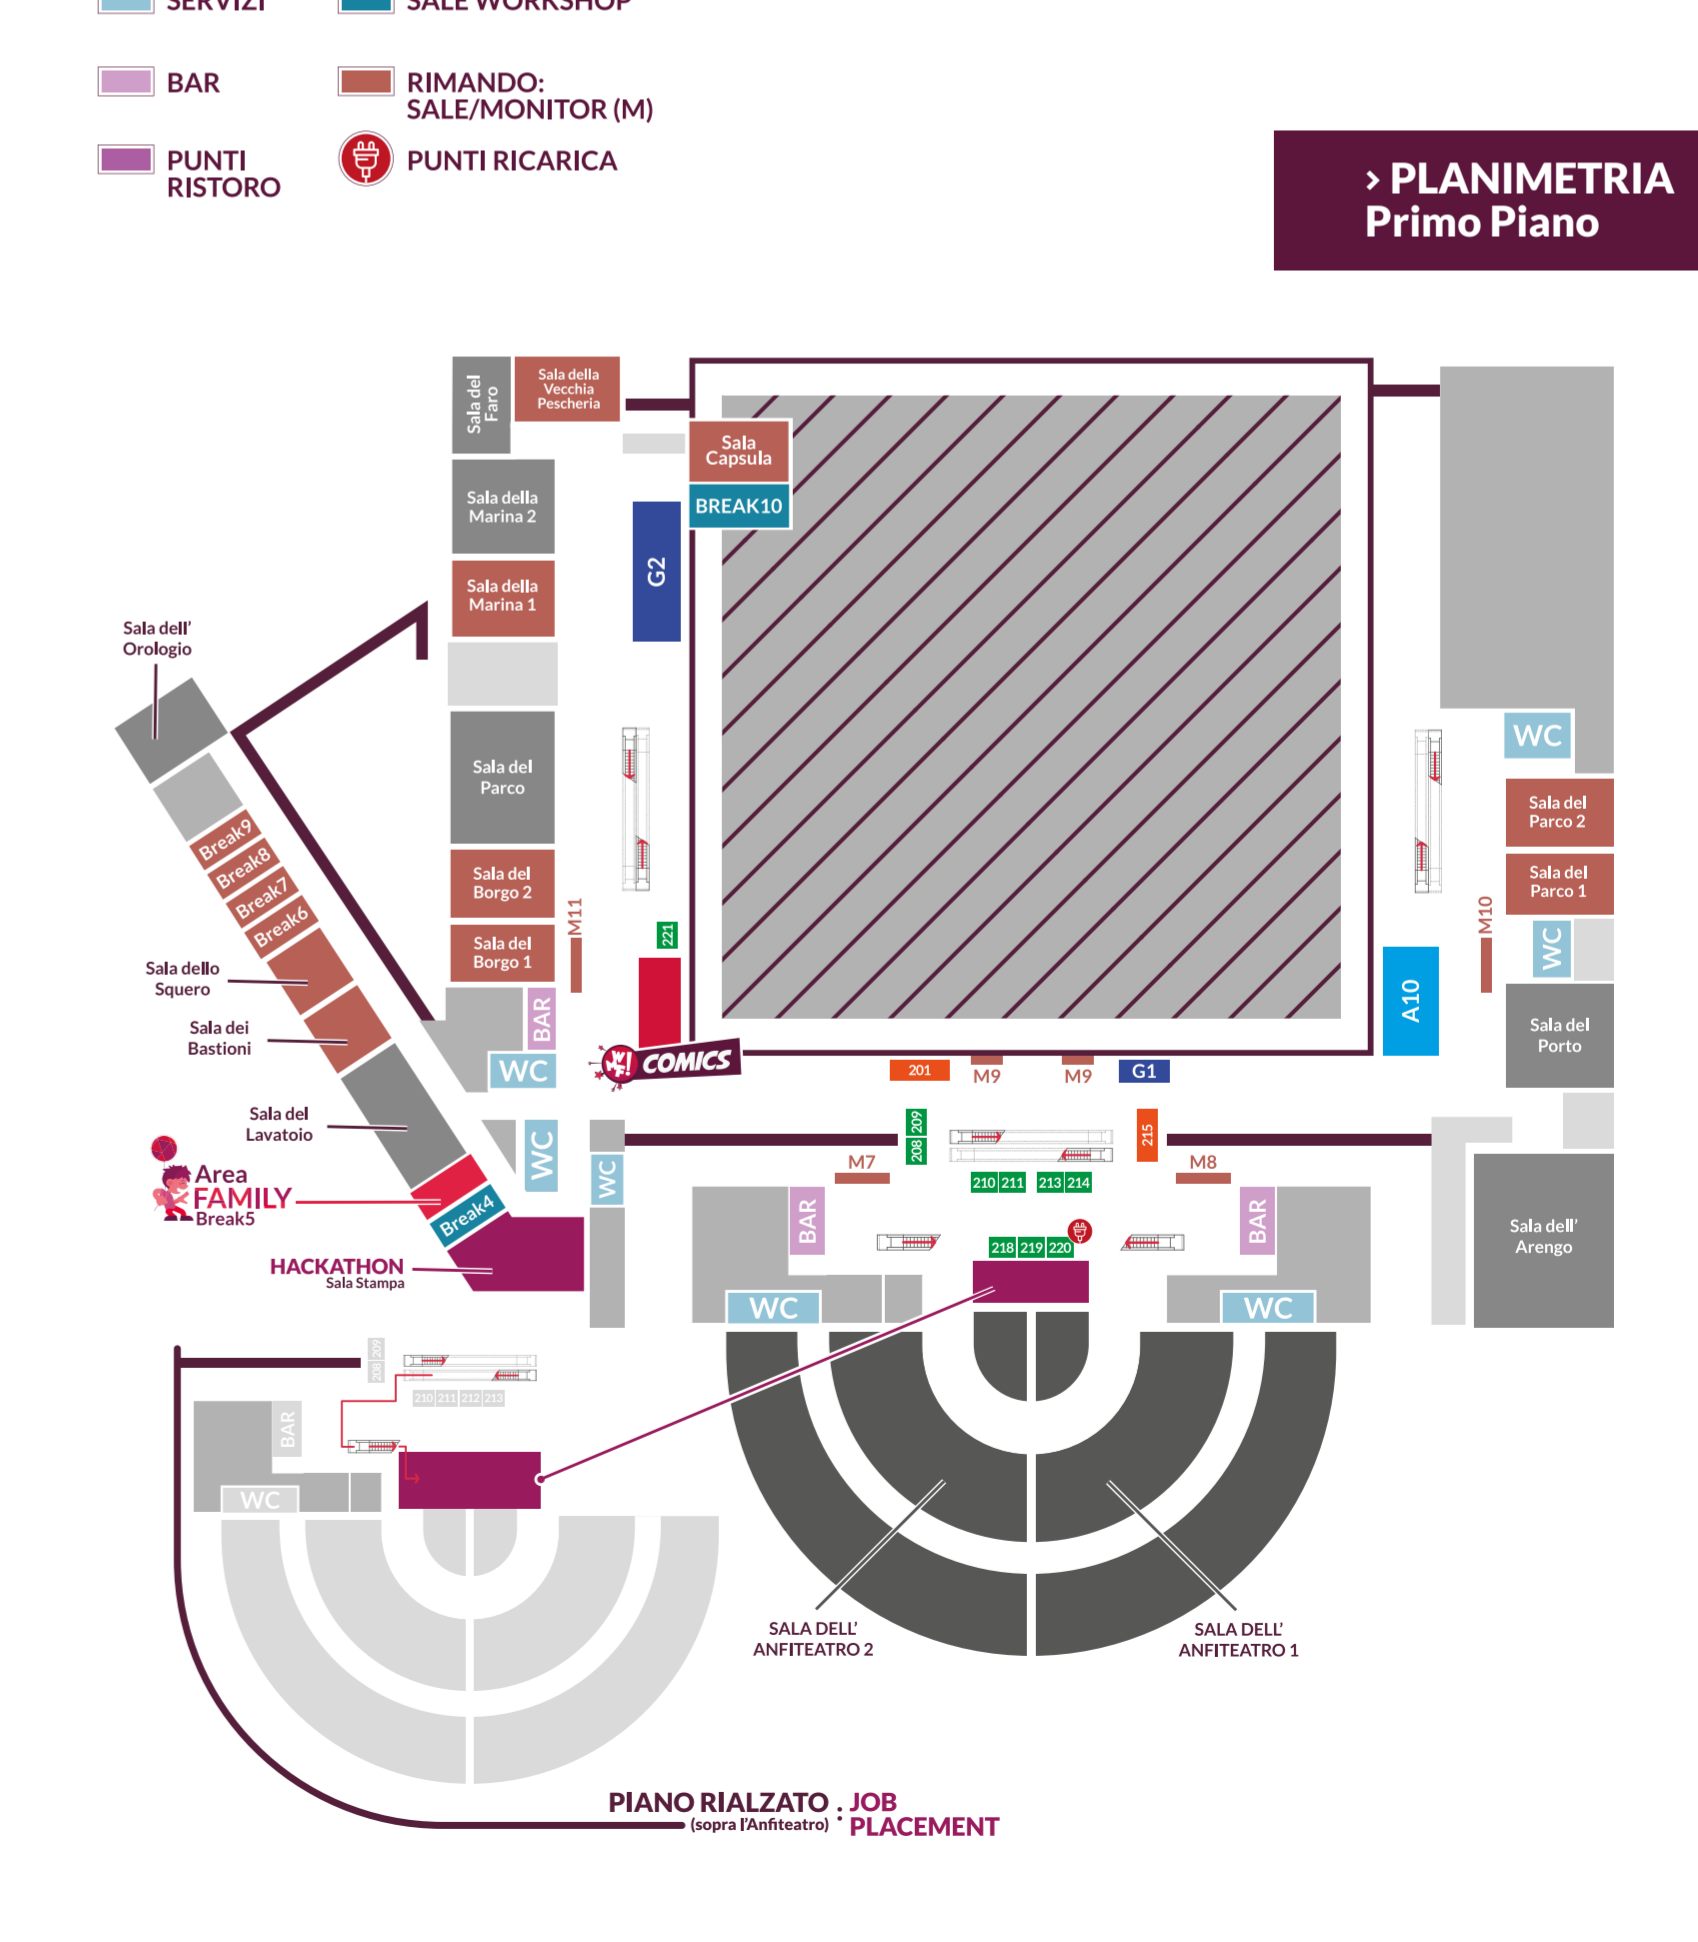 SERVIZI
SALE WORKSHOP
BAR
RIMANDO:
SALE/MONITOR (M)
PUNTI
RISTORO
PUNTI RICARICA
› PLANIMETRIA
Primo Piano
Sala del
Faro
Sala della
Vecchia
Pescheria
Sala
Capsula
BREAK10
Sala della
Marina 2
G2
Sala della
Marina 1
Sala dell'
Orologio
WC
Sala del
Parco
Sala del
Parco 2
Break9
Break8
Break7
Break6
Sala del
Borgo 2
Sala del
Parco 1
M11
M10
221
Sala del
Borgo 1
WC
Sala dello
Squero
A10
BAR
Sala dei
Bastioni
Sala del
Porto
WC
WMF!
COMICS
201
M9
M9
G1
Sala del
Lavatoio
WC
WC
208
209
215
M7
M8
210
211
213
214
Area
FAMILY
Break5
Break4
BAR
BAR
Sala dell'
Arengo
218
219
220
HACKATHON
Sala Stampa
WC
WC
208
209
210
211
212
213
BAR
WC
SALA DELL'
ANFITEATRO 2
SALA DELL'
ANFITEATRO 1
PIANO RIALZATO : JOB
(sopra l'Anfiteatro) PLACEMENT